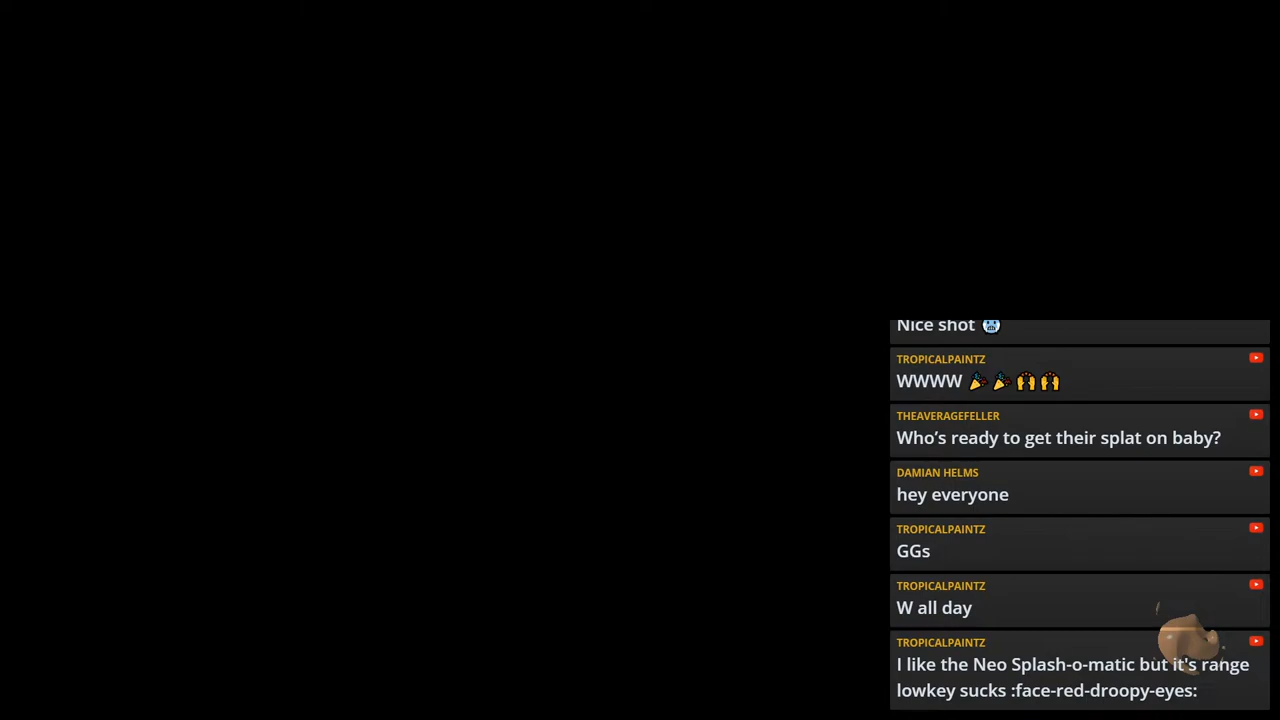 Nice shot 🥶
TROPICALPAINTZ
WWWW 🎉 🎉 🙌 🙌
THEAVERAGEFELLER
Who’s ready to get their splat on baby?
DAMIAN HELMS
hey everyone
TROPICALPAINTZ
GGs
TROPICALPAINTZ
W all day
TROPICALPAINTZ
I like the Neo Splash-o-matic but it's range
lowkey sucks :face-red-droopy-eyes: